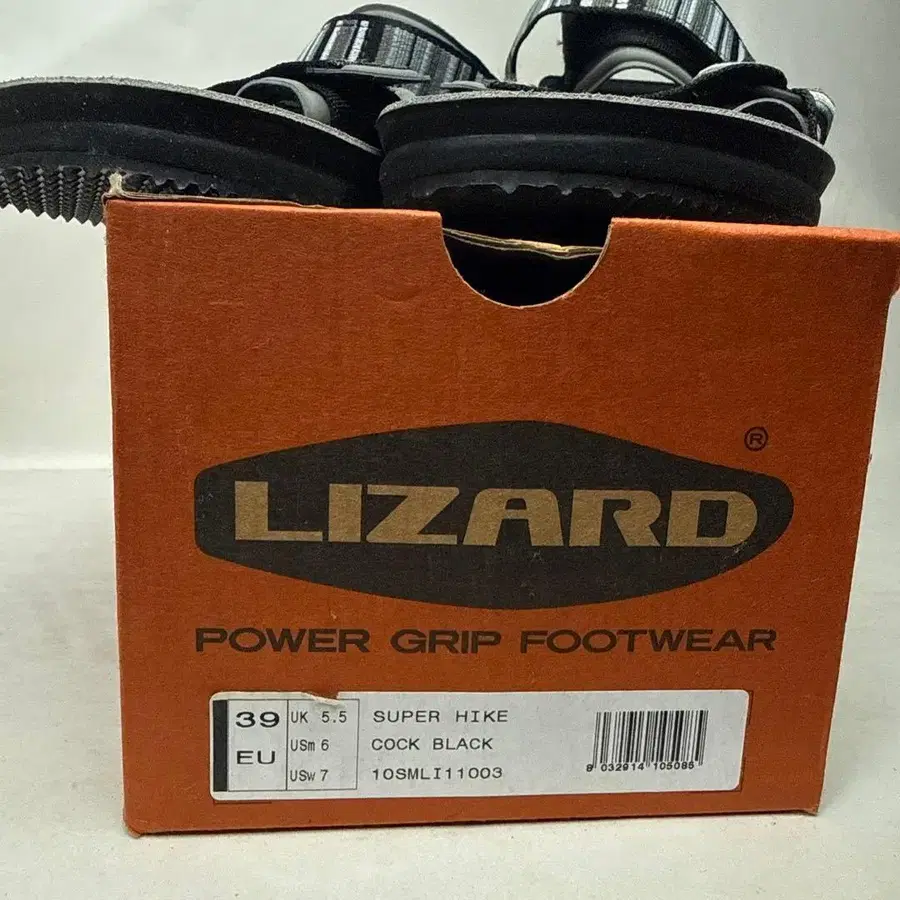 ®
LIZARD
POWER GRIP FOOTWEAR
39 EU
UK 5.5
USm 6
USw 7
SUPER HIKE
COCK BLACK
10SMLI11003
8 032914 105085